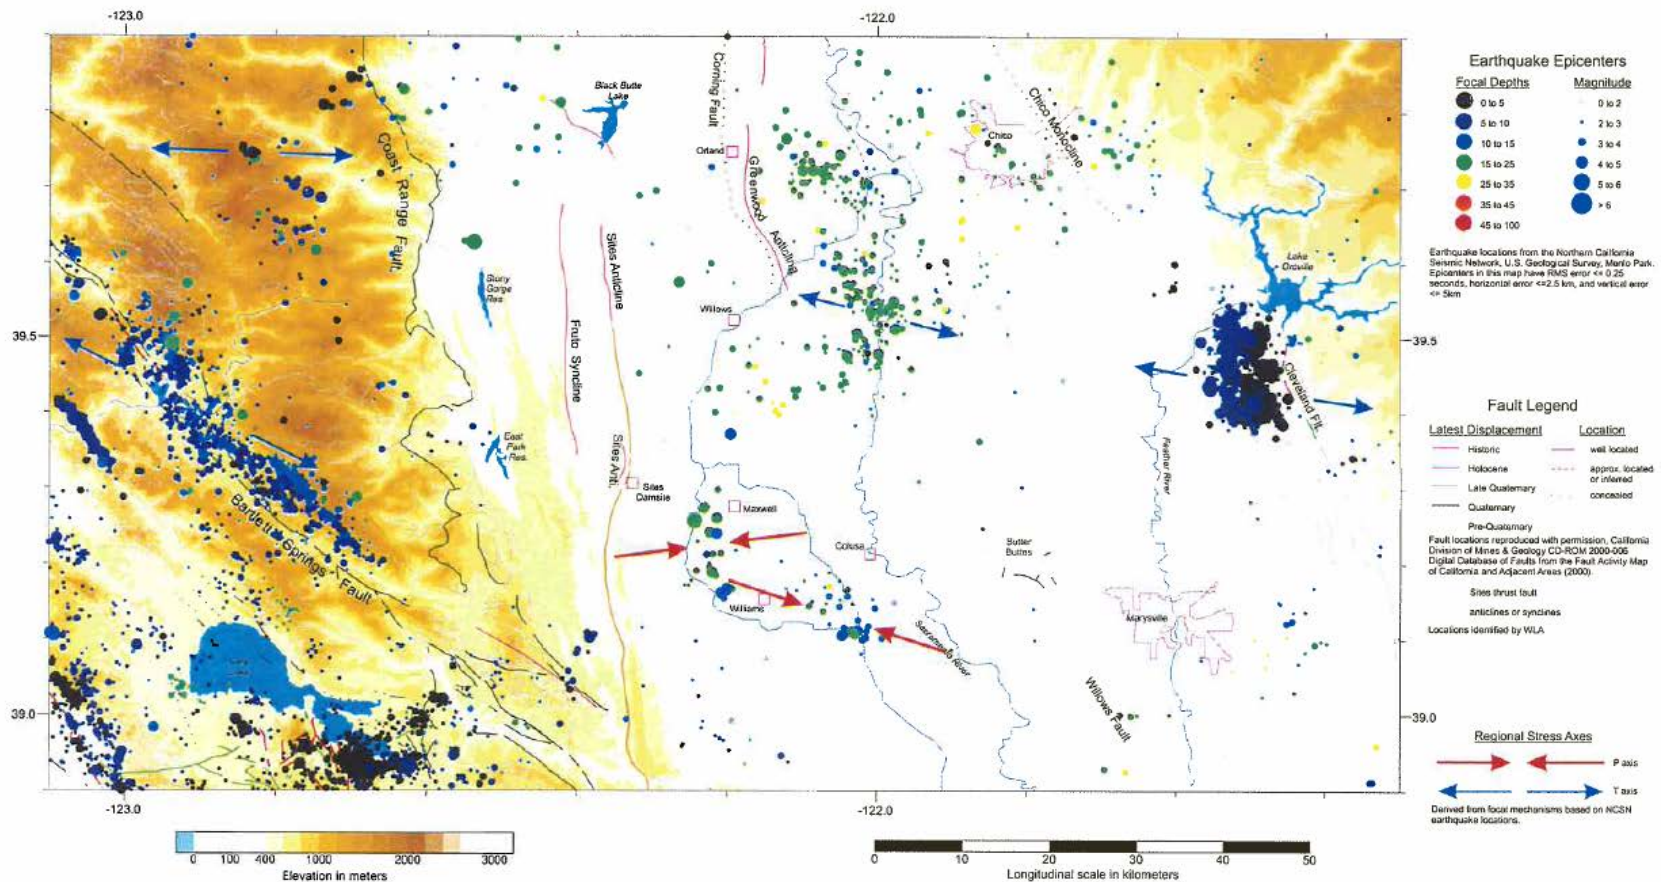 -123.0
-122.0
Black Butte
Lake
Corning Fault
Orland
Greenwood
Anticline
Chico Monocline
Chico
Coast Range Fault
Stony
Gorge
Res.
Sites Anticline
Fruto Syncline
Willows
Lake
Oroville
39.5
39.5
Cleveland Flt.
East
Park
Res.
Sites Anti.
Sites
Damsite
Maxwell
Feather River
Bartlett Springs Fault
Colusa
Sutter
Buttes
Williams
Marysville
Sacramento River
Willows Fault
39.0
39.0
-123.0
-122.0
0 100 400 1000 2000 3000
Elevation in meters
0 10 20 30 40 50
Longitudinal scale in kilometers
Earthquake Epicenters
Focal Depths Magnitude
0 to 5 0 to 2
5 to 10 2 to 3
10 to 15 3 to 4
15 to 25 4 to 5
25 to 35 5 to 6
35 to 45 > 6
45 to 100
Earthquake locations from the Northern California
Seismic Network, U.S. Geological Survey, Menlo Park.
Epicenters in this map have RMS error <= 0.25
seconds, horizontal error <=2.5 km, and vertical error
<= 5km
Fault Legend
Latest Displacement Location
Historic well located
Holocene approx. located
or inferred
Late Quaternary concealed
Quaternary
Pre-Quaternary
Fault locations reproduced with permission, California
Division of Mines & Geology CD-ROM 2000-006
Digital Database of Faults from the Fault Activity Map
of California and Adjacent Areas (2000).
Sites thrust fault
anticlines or synclines
Locations identified by WLA
Regional Stress Axes
P axis
T axis
Derived from focal mechanisms based on NCSN
earthquake locations.